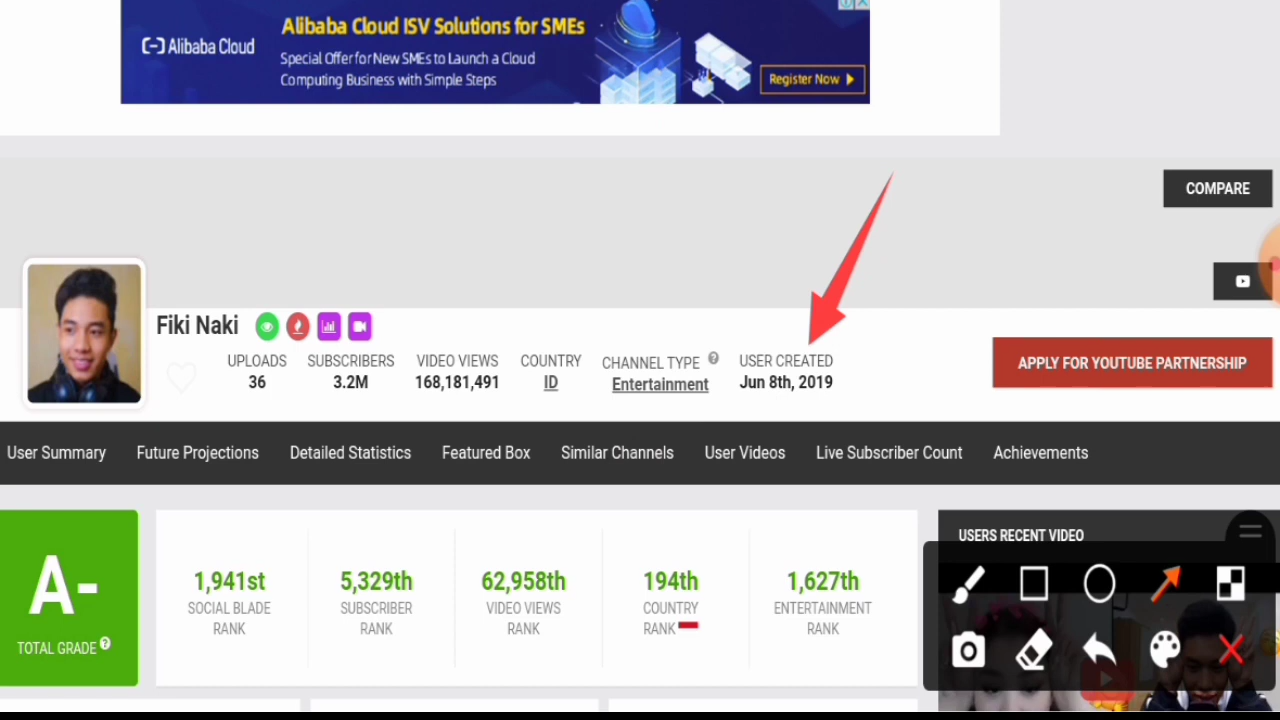 Alibaba Cloud
Alibaba Cloud ISV Solutions for SMEs
Special Offer for New SMEs to Launch a Cloud
Computing Business with Simple Steps
Register Now
COMPARE
Fiki Naki
UPLOADS
36
SUBSCRIBERS
3.2M
VIDEO VIEWS
168,181,491
COUNTRY
ID
CHANNEL TYPE ?
Entertainment
USER CREATED
Jun 8th, 2019
APPLY FOR YOUTUBE PARTNERSHIP
User Summary
Future Projections
Detailed Statistics
Featured Box
Similar Channels
User Videos
Live Subscriber Count
Achievements
A-
TOTAL GRADE ?
1,941st
SOCIAL BLADE
RANK
5,329th
SUBSCRIBER
RANK
62,958th
VIDEO VIEWS
RANK
194th
COUNTRY
RANK
1,627th
ENTERTAINMENT
RANK
USERS RECENT VIDEO